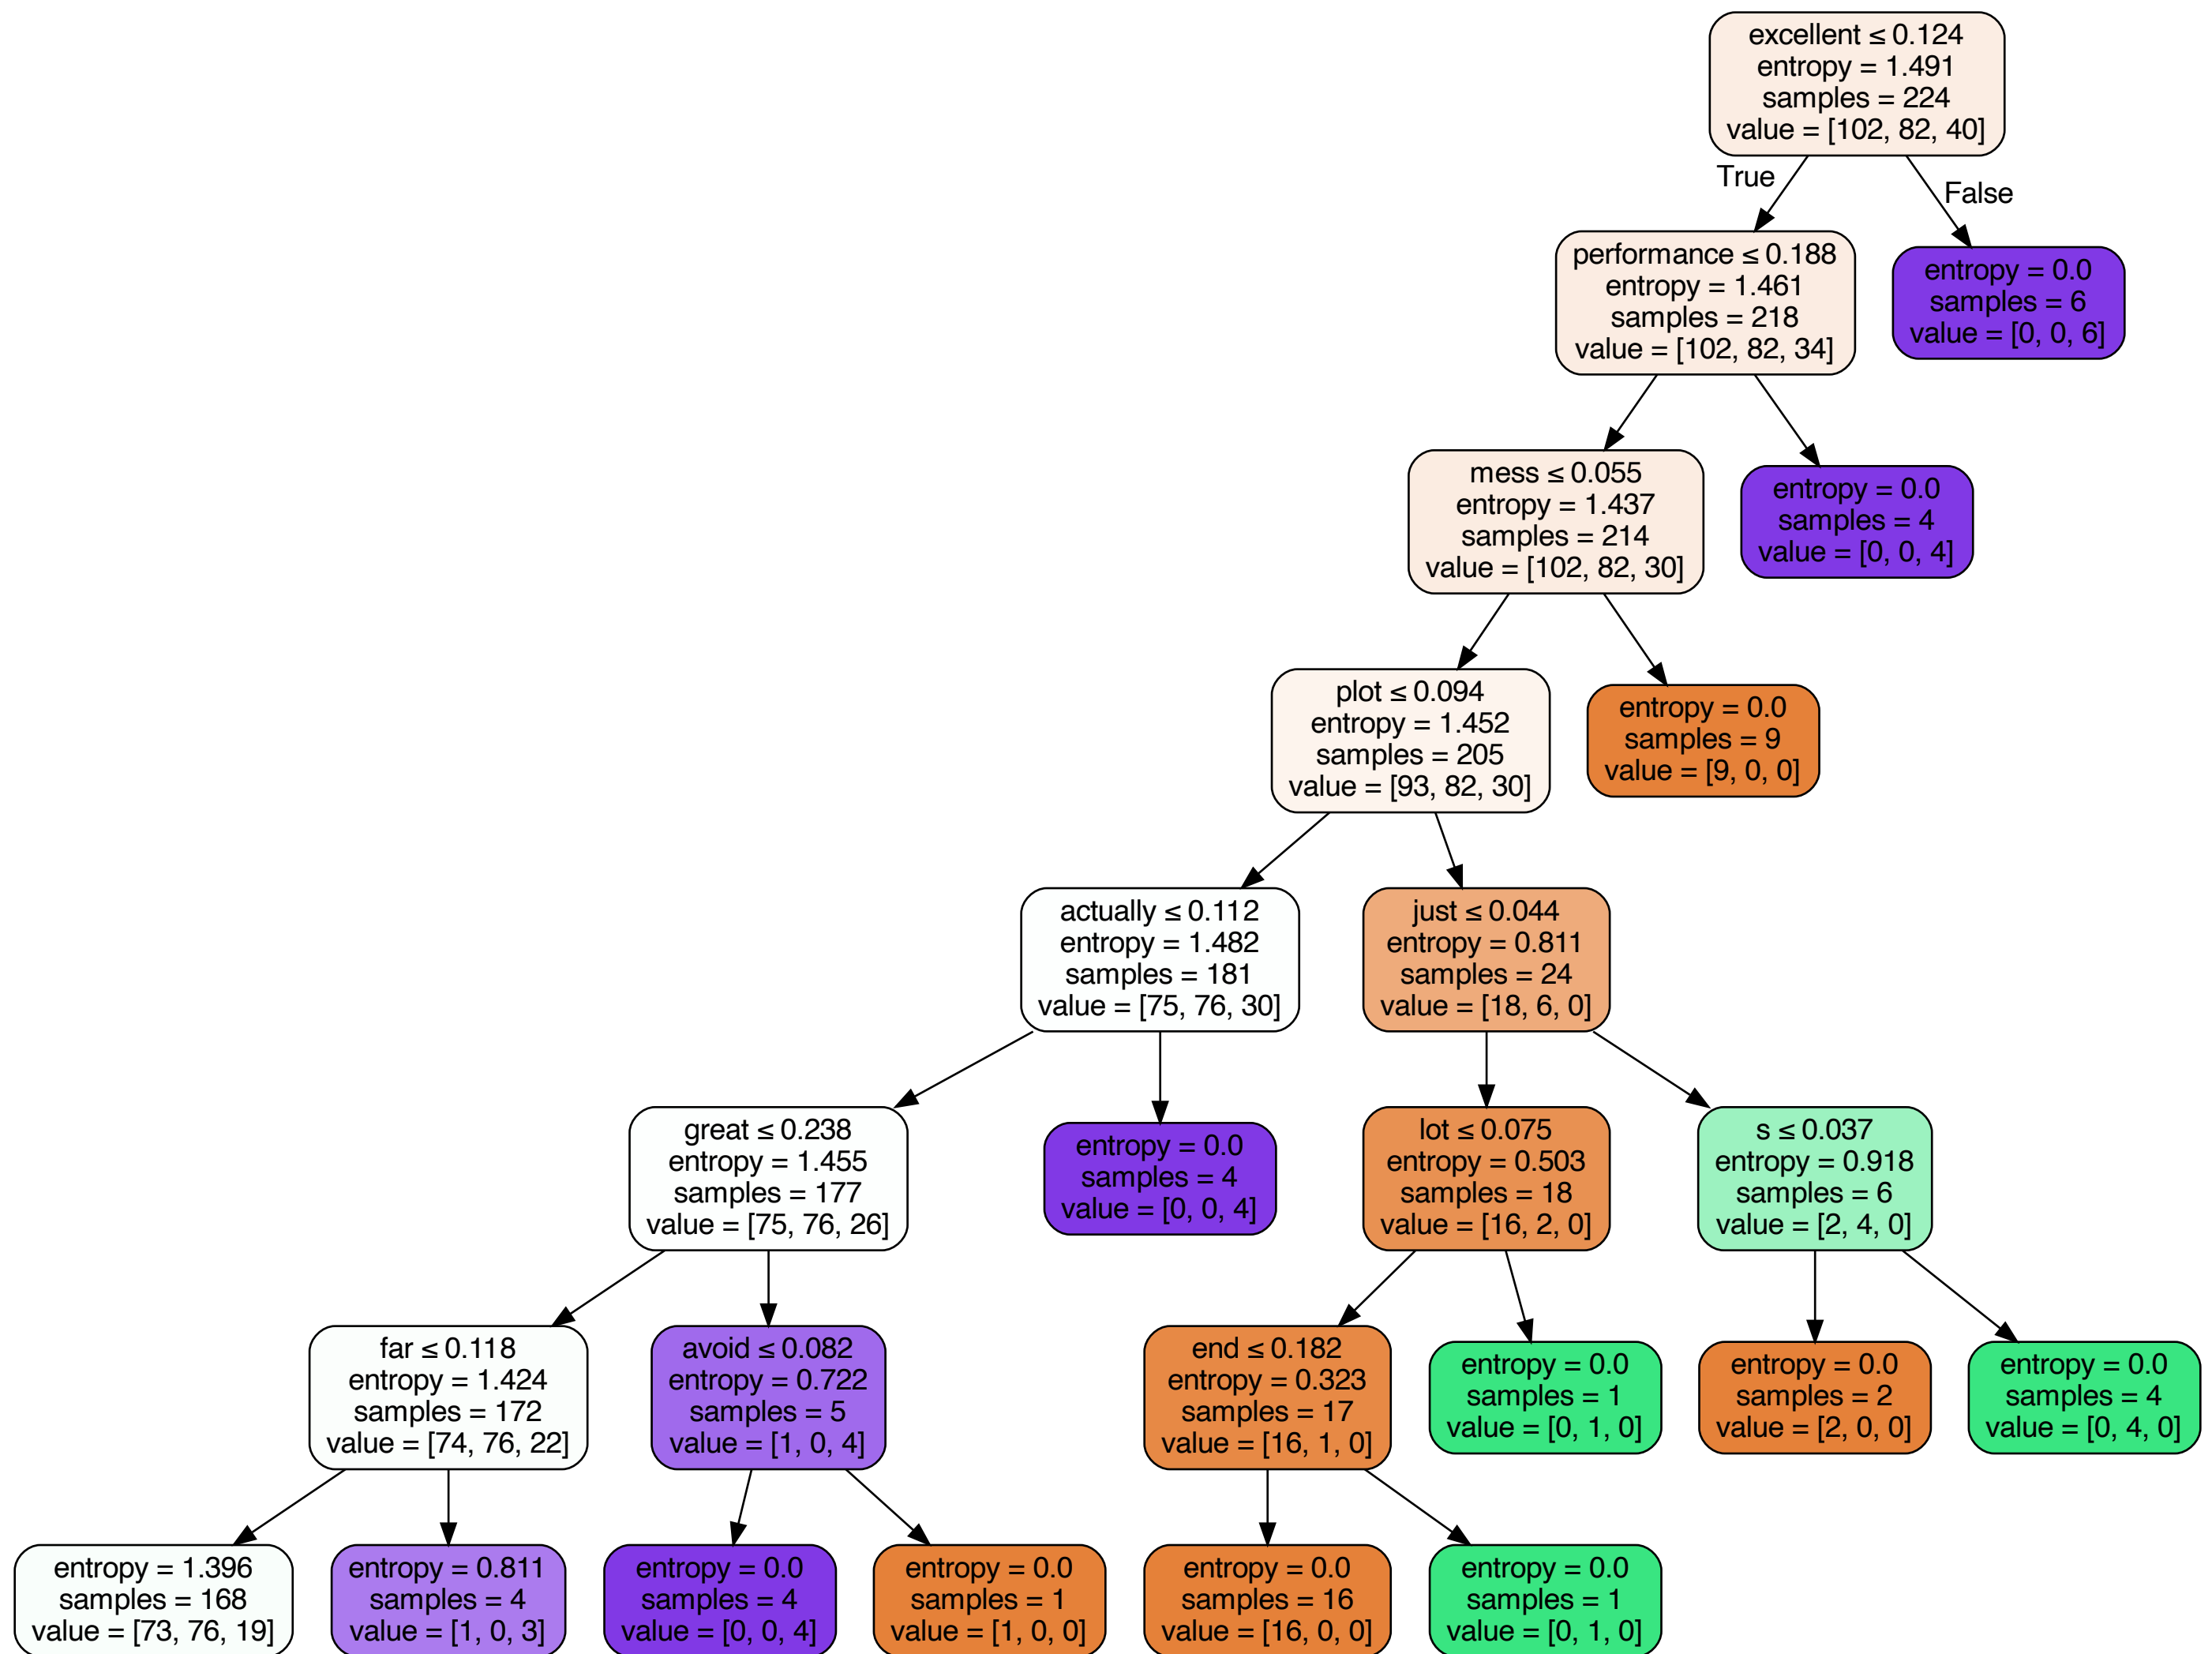 excellent ≤ 0.124
entropy = 1.491
samples = 224
value = [102, 82, 40]
True
False
performance ≤ 0.188
entropy = 1.461
samples = 218
value = [102, 82, 34]
entropy = 0.0
samples = 6
value = [0, 0, 6]
mess ≤ 0.055
entropy = 1.437
samples = 214
value = [102, 82, 30]
entropy = 0.0
samples = 4
value = [0, 0, 4]
plot ≤ 0.094
entropy = 1.452
samples = 205
value = [93, 82, 30]
entropy = 0.0
samples = 9
value = [9, 0, 0]
actually ≤ 0.112
entropy = 1.482
samples = 181
value = [75, 76, 30]
just ≤ 0.044
entropy = 0.811
samples = 24
value = [18, 6, 0]
great ≤ 0.238
entropy = 1.455
samples = 177
value = [75, 76, 26]
entropy = 0.0
samples = 4
value = [0, 0, 4]
lot ≤ 0.075
entropy = 0.503
samples = 18
value = [16, 2, 0]
s ≤ 0.037
entropy = 0.918
samples = 6
value = [2, 4, 0]
far ≤ 0.118
entropy = 1.424
samples = 172
value = [74, 76, 22]
avoid ≤ 0.082
entropy = 0.722
samples = 5
value = [1, 0, 4]
end ≤ 0.182
entropy = 0.323
samples = 17
value = [16, 1, 0]
entropy = 0.0
samples = 1
value = [0, 1, 0]
entropy = 0.0
samples = 2
value = [2, 0, 0]
entropy = 0.0
samples = 4
value = [0, 4, 0]
entropy = 1.396
samples = 168
value = [73, 76, 19]
entropy = 0.811
samples = 4
value = [1, 0, 3]
entropy = 0.0
samples = 4
value = [0, 0, 4]
entropy = 0.0
samples = 1
value = [1, 0, 0]
entropy = 0.0
samples = 16
value = [16, 0, 0]
entropy = 0.0
samples = 1
value = [0, 1, 0]